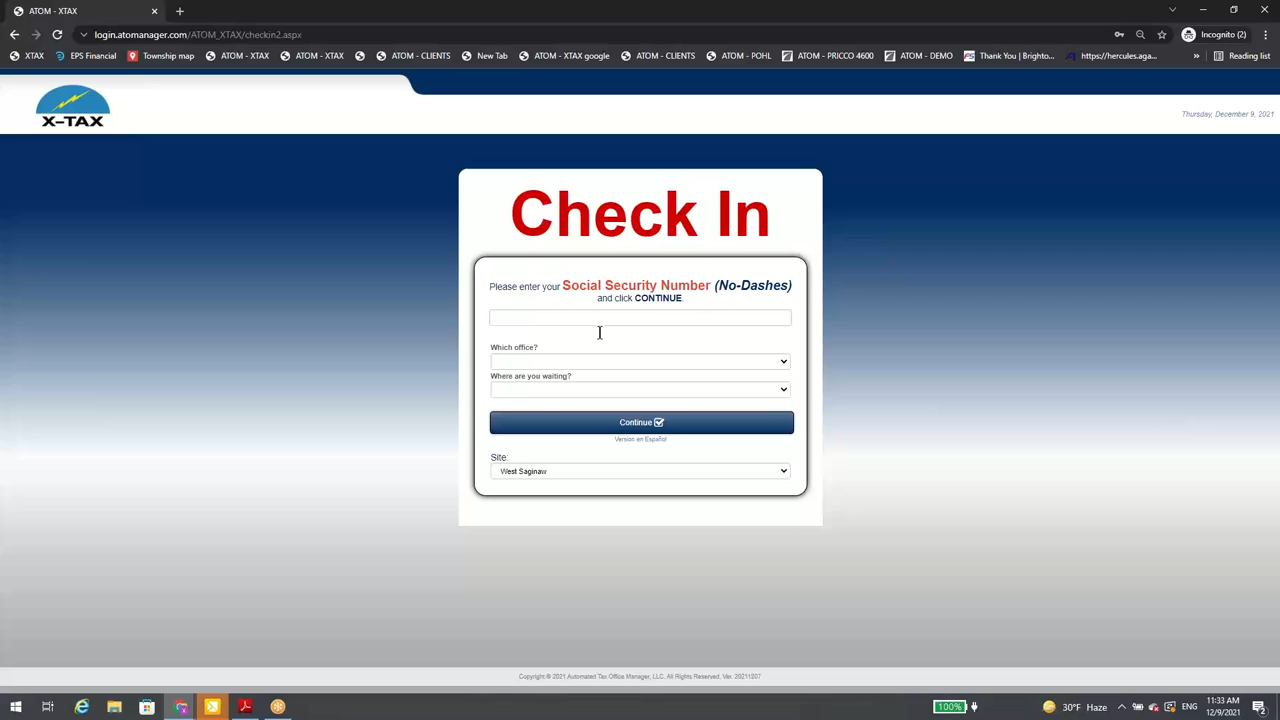 ATOM - XTAX
login.atomanager.com/ATOM_XTAX/checkin2.aspx
Incognito (2)
XTAX
EPS Financial
Township map
ATOM - XTAX
ATOM - XTAX
ATOM - CLIENTS
New Tab
ATOM - XTAX google
ATOM - CLIENTS
ATOM - POHL
ATOM - PRICCO 4600
ATOM - DEMO
Thank You | Brighto...
https://hercules.aga...
»
Reading list
X-TAX
Thursday, December 9, 2021
Check In
Please enter your Social Security Number (No-Dashes)
and click CONTINUE.
Which office?
Where are you waiting?
Continue
Version en Español
Site:
West Saginaw
Copyright © 2021 Automated Tax Office Manager, LLC. All Rights Reserved. Ver. 20211207
100%
30°F Haze
ENG
11:33 AM
12/9/2021
2